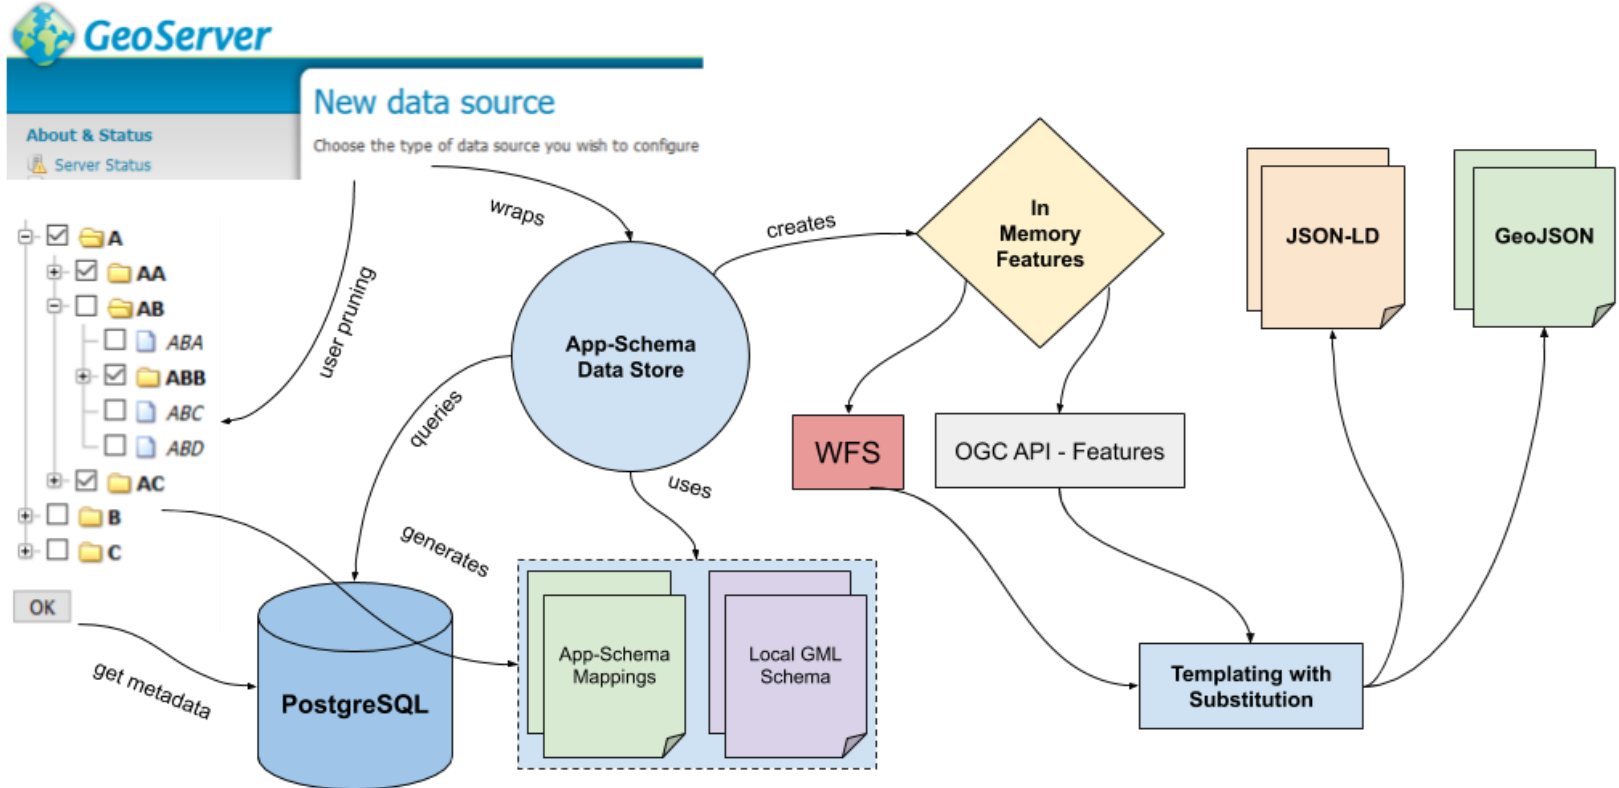 GeoServer
New data source
Choose the type of data source you wish to configure
About & Status
Server Status
A
AA
AB
ABA
ABB
ABC
ABD
AC
B
C
OK
user pruning
wraps
creates
queries
uses
generates
get metadata
App-Schema
Data Store
PostgreSQL
App-Schema
Mappings
Local GML
Schema
In
Memory
Features
WFS
OGC API - Features
Templating with
Substitution
JSON-LD
GeoJSON